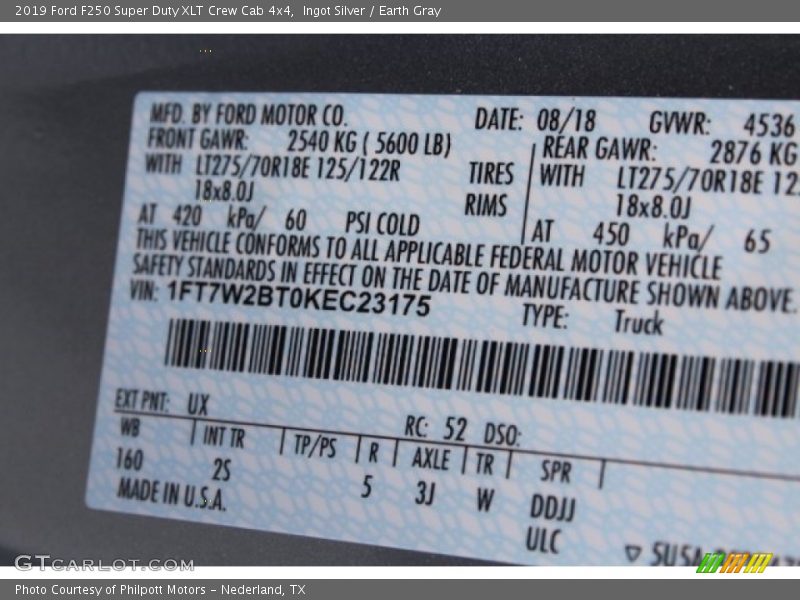 2019 Ford F250 Super Duty XLT Crew Cab 4x4, Ingot Silver / Earth Gray
MFD. BY FORD MOTOR CO. DATE: 08/18 GVWR: 4536
FRONT GAWR: 2540 KG ( 5600 LB) REAR GAWR: 2876 KG
WITH LT275/70R18E 125/122R TIRES WITH LT275/70R18E 12
18x8.0J RIMS 18x8.0J
AT 420 kPa/ 60 PSI COLD AT 450 kPa/ 65
THIS VEHICLE CONFORMS TO ALL APPLICABLE FEDERAL MOTOR VEHICLE
SAFETY STANDARDS IN EFFECT ON THE DATE OF MANUFACTURE SHOWN ABOVE.
VIN: 1FT7W2BT0KEC23175 TYPE: Truck
EXT PNT: UX RC: 52 DSO:
WB INT TR TP/PS R AXLE TR SPR
160 2S 5 3J W DDJJ
MADE IN U.S.A. ULC
GTCARLOT.COM
Photo Courtesy of Philpott Motors - Nederland, TX